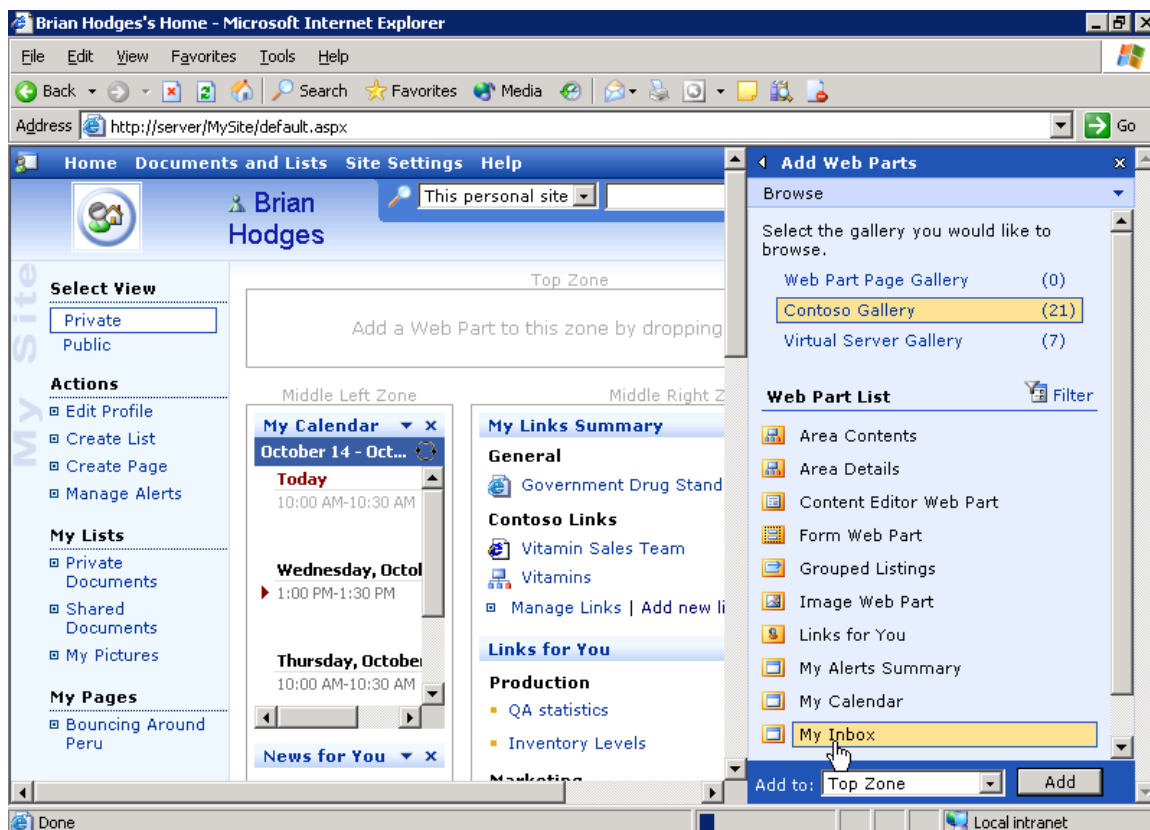 Brian Hodges's Home - Microsoft Internet Explorer
File Edit View Favorites Tools Help
Back Search Favorites Media
Address http://server/MySite/default.aspx Go
Home Documents and Lists Site Settings Help
Brian
Hodges
This personal site
My Site
Select View
Private
Public
Actions
Edit Profile
Create List
Create Page
Manage Alerts
My Lists
Private
Documents
Shared
Documents
My Pictures
My Pages
Bouncing Around
Peru
Top Zone
Add a Web Part to this zone by dropping
Middle Left Zone
My Calendar
October 14 - Oct...
Today
10:00 AM-10:30 AM
Wednesday, Octol
1:00 PM-1:30 PM
Thursday, October
10:00 AM-10:30 AM
News for You
Middle Right Z
My Links Summary
General
Government Drug Stand
Contoso Links
Vitamin Sales Team
Vitamins
Manage Links | Add new li
Links for You
Production
QA statistics
Inventory Levels
Marketing
Add Web Parts
Browse
Select the gallery you would like to
browse.
Web Part Page Gallery (0)
Contoso Gallery (21)
Virtual Server Gallery (7)
Web Part List Filter
Area Contents
Area Details
Content Editor Web Part
Form Web Part
Grouped Listings
Image Web Part
Links for You
My Alerts Summary
My Calendar
My Inbox
Add to: Top Zone Add
Done Local intranet